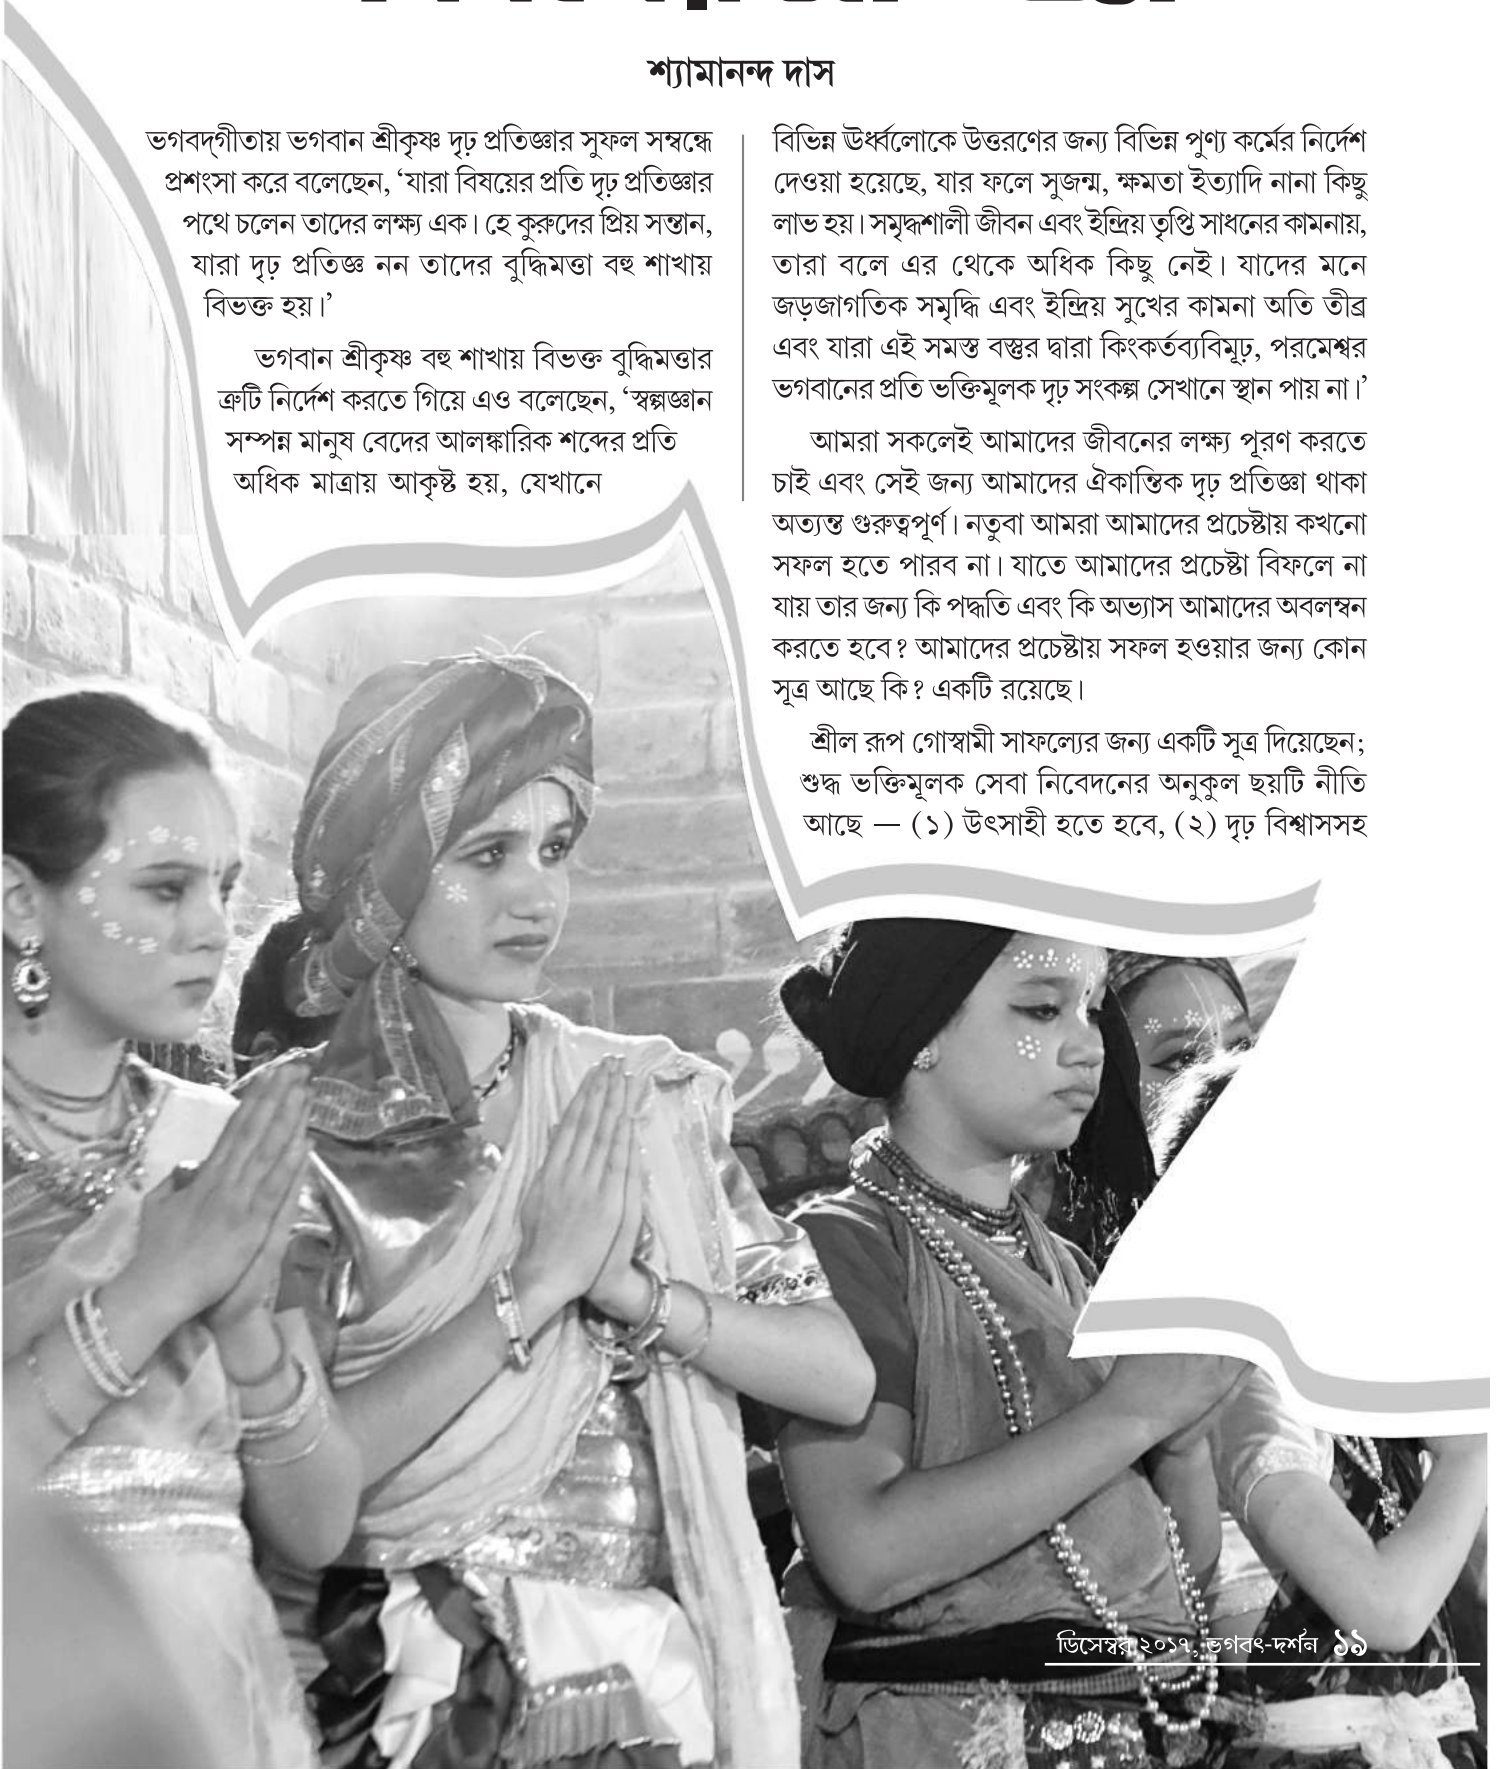 শ্যামানন্দ দাস
ভগবদ্‌গীতায় ভগবান শ্রীকৃষ্ণ দৃঢ় প্রতিজ্ঞার সুফল সম্বন্ধে
প্রশংসা করে বলেছেন, ‘যারা বিষয়ের প্রতি দৃঢ় প্রতিজ্ঞার
পথে চলেন তাদের লক্ষ্য এক। হে কুরুদের প্রিয় সন্তান,
যারা দৃঢ় প্রতিজ্ঞ নন তাদের বুদ্ধিমত্তা বহু শাখায়
বিভক্ত হয়।’
ভগবান শ্রীকৃষ্ণ বহু শাখায় বিভক্ত বুদ্ধিমত্তার
ত্রুটি নির্দেশ করতে গিয়ে এও বলেছেন, ‘স্বল্পজ্ঞান
সম্পন্ন মানুষ বেদের আলঙ্কারিক শব্দের প্রতি
অধিক মাত্রায় আকৃষ্ট হয়, যেখানে
বিভিন্ন ঊর্ধ্বলোকে উত্তরণের জন্য বিভিন্ন পুণ্য কর্মের নির্দেশ
দেওয়া হয়েছে, যার ফলে সুজন্ম, ক্ষমতা ইত্যাদি নানা কিছু
লাভ হয়। সমৃদ্ধশালী জীবন এবং ইন্দ্রিয় তৃপ্তি সাধনের কামনায়,
তারা বলে এর থেকে অধিক কিছু নেই। যাদের মনে
জড়জাগতিক সমৃদ্ধি এবং ইন্দ্রিয় সুখের কামনা অতি তীব্র
এবং যারা এই সমস্ত বস্তুর দ্বারা কিংকর্তব্যবিমূঢ়, পরমেশ্বর
ভগবানের প্রতি ভক্তিমূলক দৃঢ় সংকল্প সেখানে স্থান পায় না।’
আমরা সকলেই আমাদের জীবনের লক্ষ্য পূরণ করতে
চাই এবং সেই জন্য আমাদের ঐকান্তিক দৃঢ় প্রতিজ্ঞা থাকা
অত্যন্ত গুরুত্বপূর্ণ। নতুবা আমরা আমাদের প্রচেষ্টায় কখনো
সফল হতে পারব না। যাতে আমাদের প্রচেষ্টা বিফলে না
যায় তার জন্য কি পদ্ধতি এবং কি অভ্যাস আমাদের অবলম্বন
করতে হবে? আমাদের প্রচেষ্টায় সফল হওয়ার জন্য কোন
সূত্র আছে কি? একটি রয়েছে।
শ্রীল রূপ গোস্বামী সাফল্যের জন্য একটি সূত্র দিয়েছেন;
শুদ্ধ ভক্তিমূলক সেবা নিবেদনের অনুকুল ছয়টি নীতি
আছে — (১) উৎসাহী হতে হবে, (২) দৃঢ় বিশ্বাসসহ
ডিসেম্বর ২০১৭, ভগবৎ-দর্শন ১৯